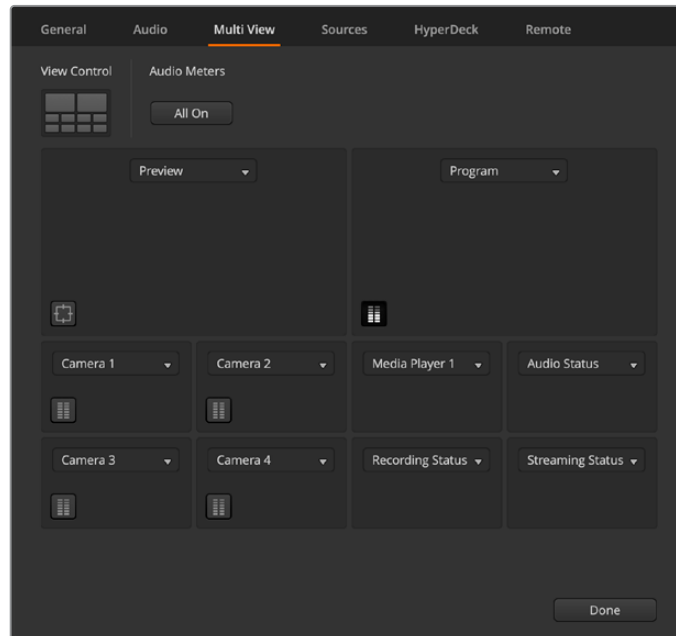 General Audio Multi View Sources HyperDeck Remote
View Control Audio Meters
All On
Preview Program
Camera 1 Camera 2 Media Player 1 Audio Status
Camera 3 Camera 4 Recording Status Streaming Status
Done